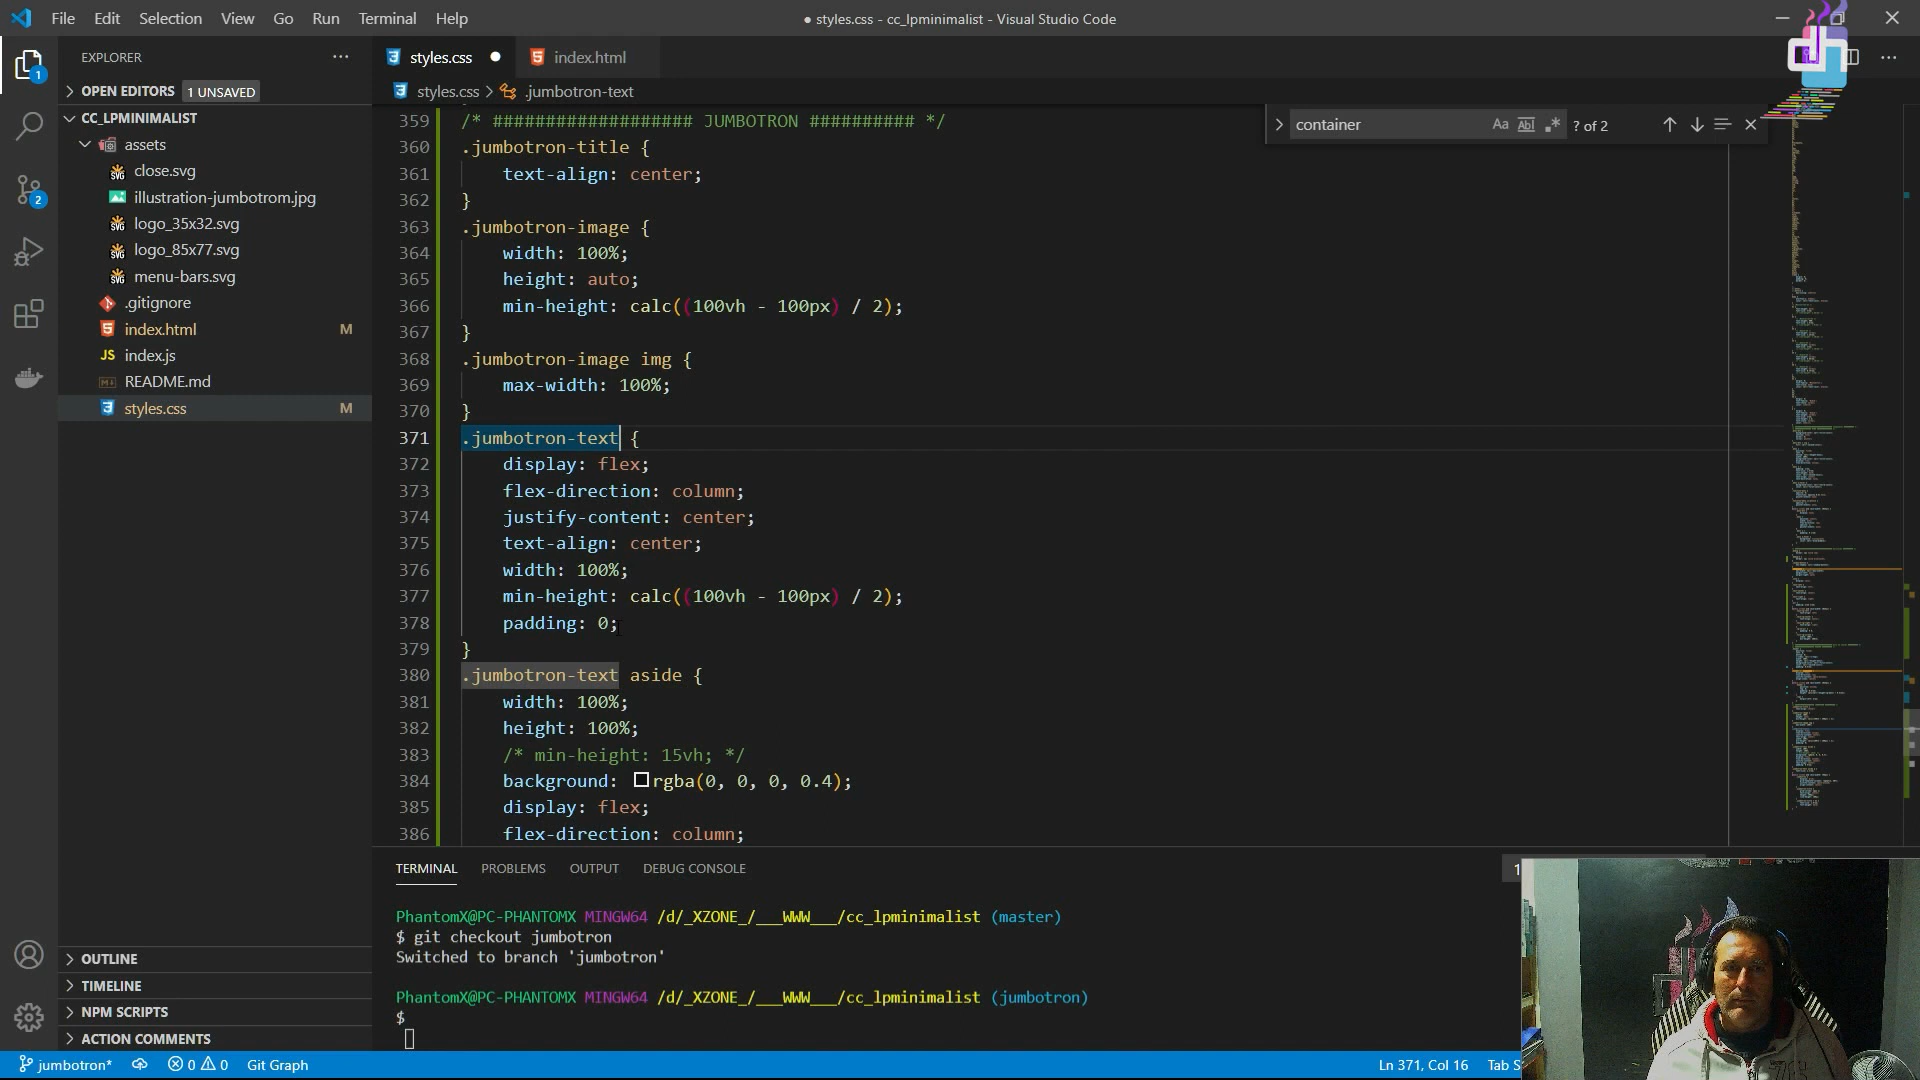 File Edit Selection View Go Run Terminal Help
● styles.css - cc_lpminimalist - Visual Studio Code
EXPLORER
OPEN EDITORS 1 UNSAVED
CC_LPMINIMALIST
assets
close.svg
illustration-jumbotrom.jpg
logo_35x32.svg
logo_85x77.svg
menu-bars.svg
.gitignore
index.html M
JS index.js
README.md
styles.css M
OUTLINE
TIMELINE
NPM SCRIPTS
ACTION COMMENTS
1
2
styles.css ● index.html
styles.css > .jumbotron-text
container Aa Abl .* ? of 2
359 /* ################### JUMBOTRON ########## */
360 .jumbotron-title {
361 text-align: center;
362 }
363 .jumbotron-image {
364 width: 100%;
365 height: auto;
366 min-height: calc((100vh - 100px) / 2);
367 }
368 .jumbotron-image img {
369 max-width: 100%;
370 }
371 .jumbotron-text {
372 display: flex;
373 flex-direction: column;
374 justify-content: center;
375 text-align: center;
376 width: 100%;
377 min-height: calc((100vh - 100px) / 2);
378 padding: 0;
379 }
380 .jumbotron-text aside {
381 width: 100%;
382 height: 100%;
383 /* min-height: 15vh; */
384 background: rgba(0, 0, 0, 0.4);
385 display: flex;
386 flex-direction: column;
TERMINAL PROBLEMS OUTPUT DEBUG CONSOLE 1
PhantomX@PC-PHANTOMX MINGW64 /d/_XZONE_/___WWW___/cc_lpminimalist (master)
$ git checkout jumbotron
Switched to branch 'jumbotron'
PhantomX@PC-PHANTOMX MINGW64 /d/_XZONE_/___WWW___/cc_lpminimalist (jumbotron)
$
jumbotron* 0 0 Git Graph Ln 371, Col 16 Tab S